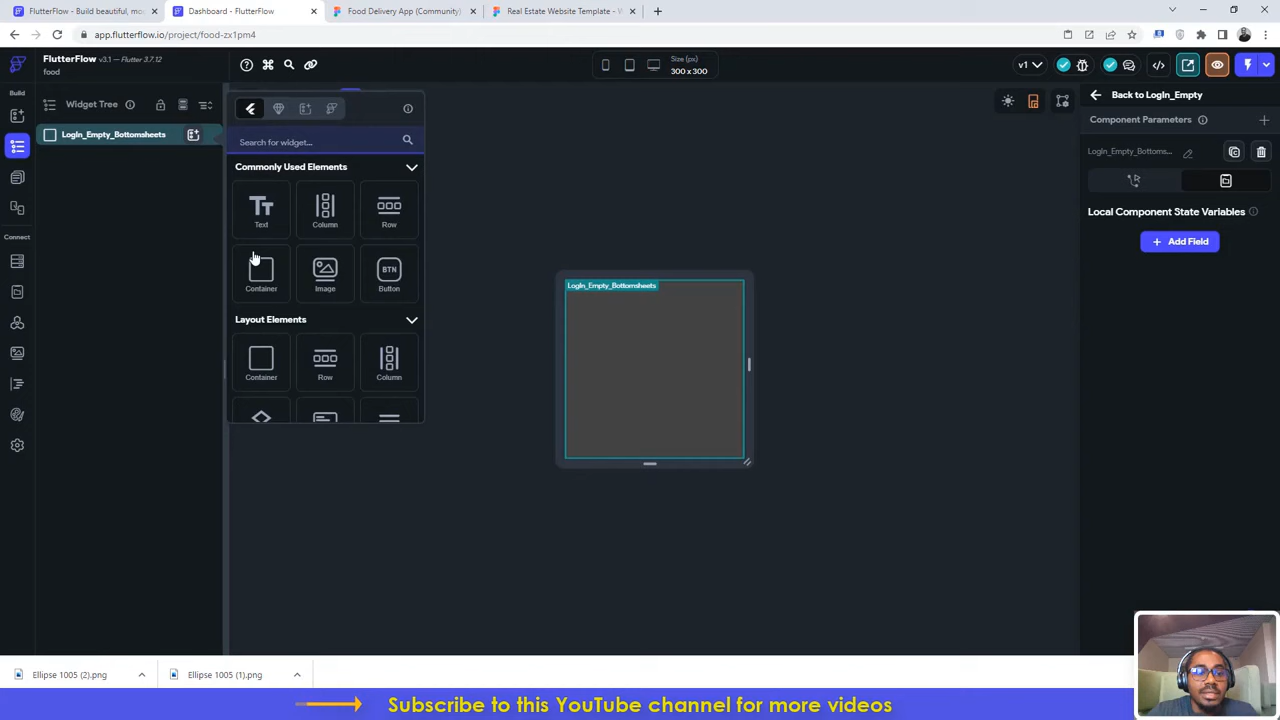 FlutterFlow - Build beautiful, mo
Dashboard - FlutterFlow
Food Delivery App (Community)
Real Estate Website Template - W
app.flutterflow.io/project/food-zx1pm4
FlutterFlow v3.1 – Flutter 3.7.12
food
Size (px)
300 x 300
v1
Widget Tree
LogIn_Empty_Bottomsheets
Build
Connect
Search for widget...
Commonly Used Elements
Text
Column
Row
Container
Image
BTN
Button
Layout Elements
Container
Row
Column
LogIn_Empty_Bottomsheets
Back to LogIn_Empty
Component Parameters
LogIn_Empty_Bottoms...
Local Component State Variables
+ Add Field
Ellipse 1005 (2).png
Ellipse 1005 (1).png
Subscribe to this YouTube channel for more videos